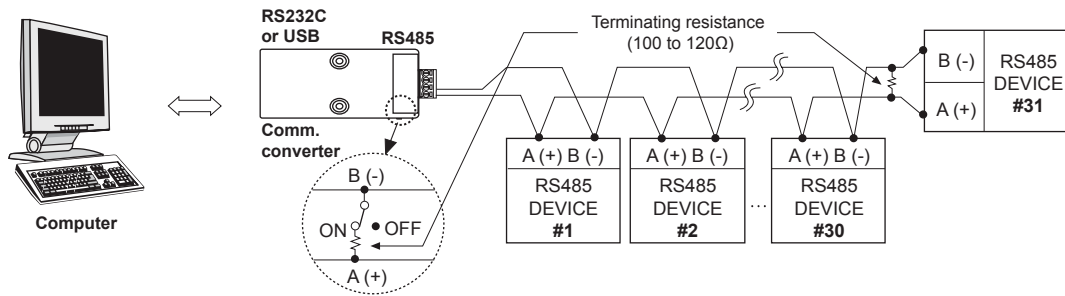 RS232C
or USB
RS485
Comm.
converter
Computer
B (-)
ON
OFF
A (+)
Terminating resistance
(100 to 120Ω)
A (+) B (-)
RS485
DEVICE
#1
A (+) B (-)
RS485
DEVICE
#2
...
A (+) B (-)
RS485
DEVICE
#30
B (-)
A (+)
RS485
DEVICE
#31